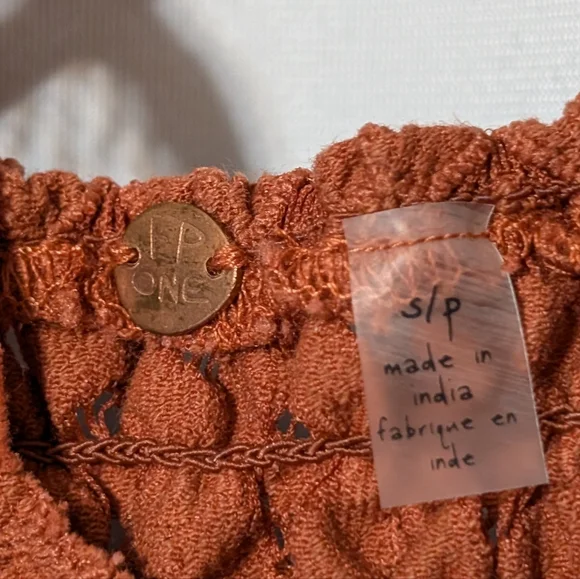 FP
ONE
s/p
made in
india
fabrique en
inde